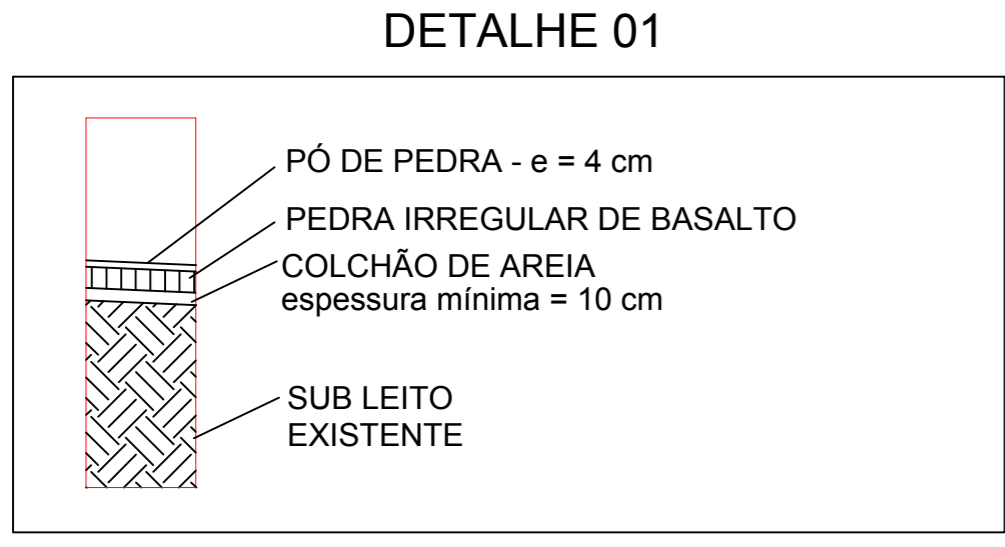 DETALHE 01
PÓ DE PEDRA - e = 4 cm
PEDRA IRREGULAR DE BASALTO
COLCHÃO DE AREIA
espessura mínima = 10 cm
SUB LEITO
EXISTENTE